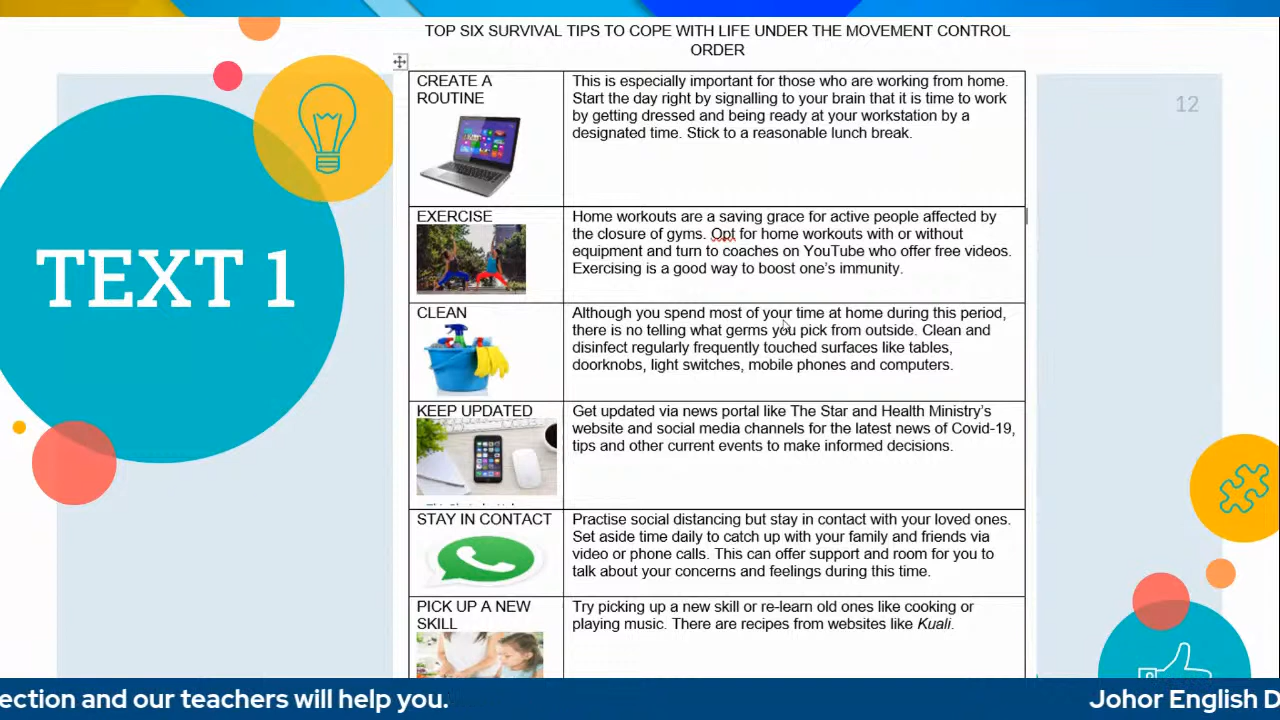 TOP SIX SURVIVAL TIPS TO COPE WITH LIFE UNDER THE MOVEMENT CONTROL
ORDER
12
TEXT 1
CREATE A
ROUTINE
This is especially important for those who are working from home.
Start the day right by signalling to your brain that it is time to work
by getting dressed and being ready at your workstation by a
designated time. Stick to a reasonable lunch break.
EXERCISE
Home workouts are a saving grace for active people affected by
the closure of gyms. Opt for home workouts with or without
equipment and turn to coaches on YouTube who offer free videos.
Exercising is a good way to boost one's immunity.
CLEAN
Although you spend most of your time at home during this period,
there is no telling what germs you pick from outside. Clean and
disinfect regularly frequently touched surfaces like tables,
doorknobs, light switches, mobile phones and computers.
KEEP UPDATED
Get updated via news portal like The Star and Health Ministry's
website and social media channels for the latest news of Covid-19,
tips and other current events to make informed decisions.
STAY IN CONTACT
Practise social distancing but stay in contact with your loved ones.
Set aside time daily to catch up with your family and friends via
video or phone calls. This can offer support and room for you to
talk about your concerns and feelings during this time.
PICK UP A NEW
SKILL
Try picking up a new skill or re-learn old ones like cooking or
playing music. There are recipes from websites like Kuali.
ection and our teachers will help you.
Johor English D